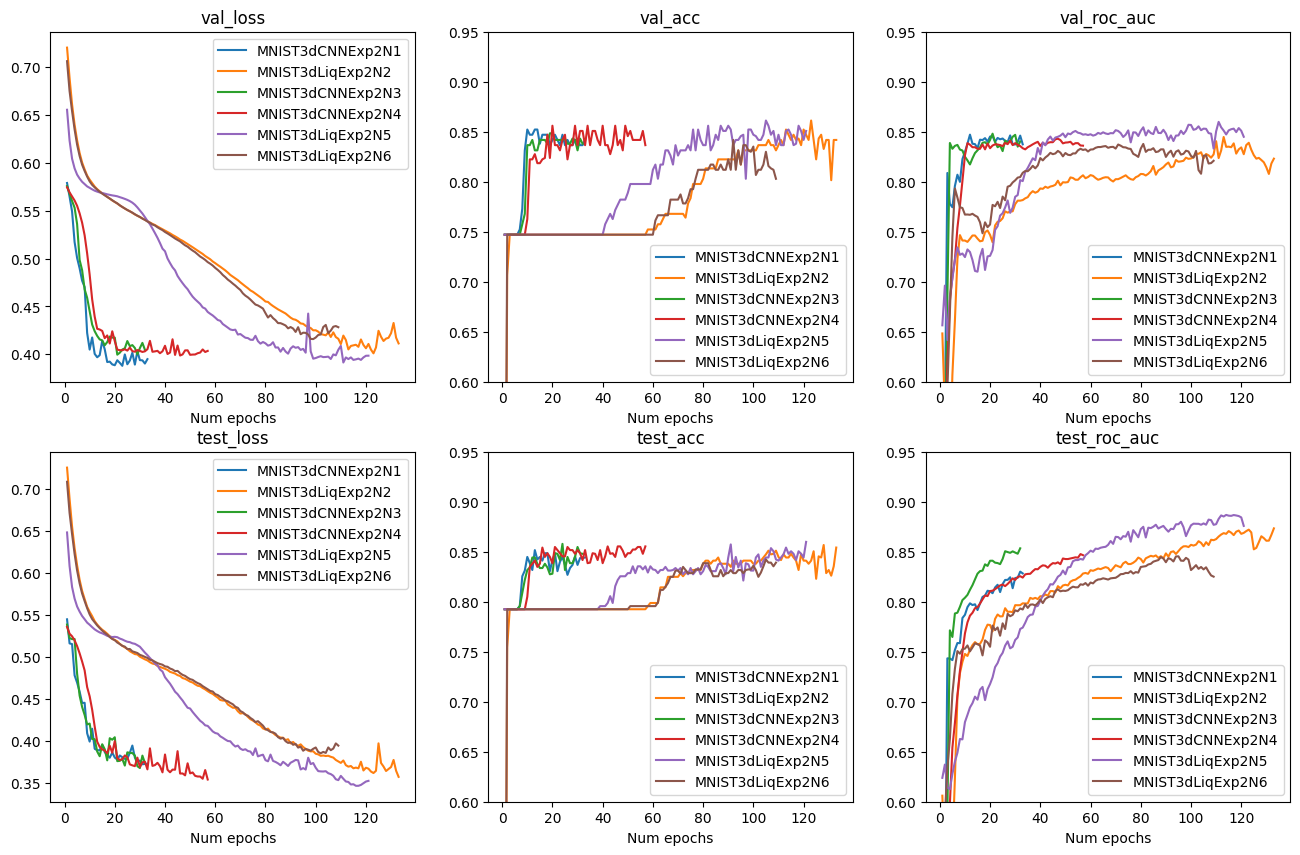 val_loss
0.70
0.65
0.60
0.55
0.50
0.45
0.40
0 20 40 60 80 100 120
Num epochs
MNIST3dCNNExp2N1
MNIST3dLiqExp2N2
MNIST3dCNNExp2N3
MNIST3dCNNExp2N4
MNIST3dLiqExp2N5
MNIST3dLiqExp2N6
val_acc
0.95
0.90
0.85
0.80
0.75
0.70
0.65
0.60
0 20 40 60 80 100 120
Num epochs
MNIST3dCNNExp2N1
MNIST3dLiqExp2N2
MNIST3dCNNExp2N3
MNIST3dCNNExp2N4
MNIST3dLiqExp2N5
MNIST3dLiqExp2N6
val_roc_auc
0.95
0.90
0.85
0.80
0.75
0.70
0.65
0.60
0 20 40 60 80 100 120
Num epochs
MNIST3dCNNExp2N1
MNIST3dLiqExp2N2
MNIST3dCNNExp2N3
MNIST3dCNNExp2N4
MNIST3dLiqExp2N5
MNIST3dLiqExp2N6
test_loss
0.70
0.65
0.60
0.55
0.50
0.45
0.40
0.35
0 20 40 60 80 100 120
Num epochs
MNIST3dCNNExp2N1
MNIST3dLiqExp2N2
MNIST3dCNNExp2N3
MNIST3dCNNExp2N4
MNIST3dLiqExp2N5
MNIST3dLiqExp2N6
test_acc
0.95
0.90
0.85
0.80
0.75
0.70
0.65
0.60
0 20 40 60 80 100 120
Num epochs
MNIST3dCNNExp2N1
MNIST3dLiqExp2N2
MNIST3dCNNExp2N3
MNIST3dCNNExp2N4
MNIST3dLiqExp2N5
MNIST3dLiqExp2N6
test_roc_auc
0.95
0.90
0.85
0.80
0.75
0.70
0.65
0.60
0 20 40 60 80 100 120
Num epochs
MNIST3dCNNExp2N1
MNIST3dLiqExp2N2
MNIST3dCNNExp2N3
MNIST3dCNNExp2N4
MNIST3dLiqExp2N5
MNIST3dLiqExp2N6